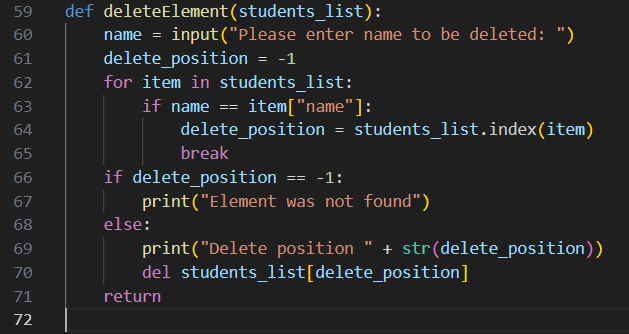 59 def deleteElement(students_list):
60     name = input("Please enter name to be deleted: ")
61     delete_position = -1
62     for item in students_list:
63         if name == item["name"]:
64             delete_position = students_list.index(item)
65             break
66     if delete_position == -1:
67         print("Element was not found")
68     else:
69         print("Delete position " + str(delete_position))
70         del students_list[delete_position]
71     return
72